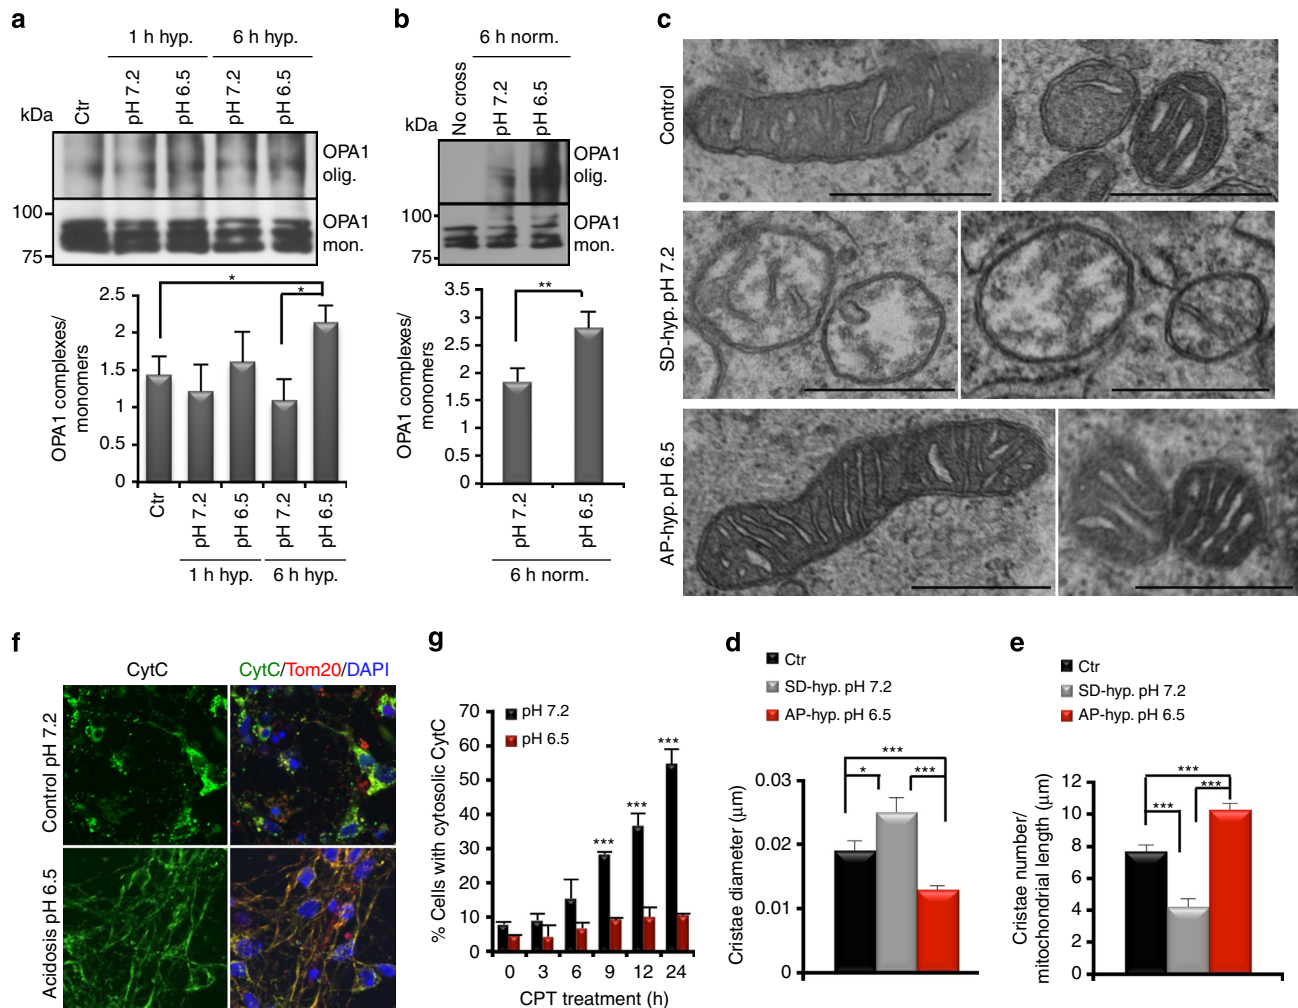 a
1 h hyp.
6 h hyp.
kDa
Ctr
pH 7.2
pH 6.5
pH 7.2
pH 6.5
OPA1
olig.
100
OPA1
mon.
75
*
*
2.5
2
1.5
1
0.5
0
OPA1 complexes/
monomers
Ctr
pH 7.2
pH 6.5
pH 7.2
pH 6.5
1 h hyp.
6 h hyp.
b
6 h norm.
kDa
No cross
pH 7.2
pH 6.5
OPA1
olig.
100
OPA1
mon.
75
**
3.5
3
2.5
2
1.5
1
0.5
0
OPA1 complexes/
monomers
pH 7.2
pH 6.5
6 h norm.
c
Control
SD-hyp. pH 7.2
AP-hyp. pH 6.5
f
CytC
CytC/Tom20/DAPI
Control pH 7.2
Acidosis pH 6.5
g
70
60
50
40
30
20
10
0
% Cells with cytosolic CytC
pH 7.2
pH 6.5
***
***
***
0 3 6 9 12 24
CPT treatment (h)
d
Ctr
SD-hyp. pH 7.2
AP-hyp. pH 6.5
***
*
***
0.03
0.02
0.01
0
Cristae diameter (μm)
e
Ctr
SD-hyp. pH 7.2
AP-hyp. pH 6.5
***
***
***
12
10
8
6
4
2
0
Cristae number/
mitochondrial length (μm)